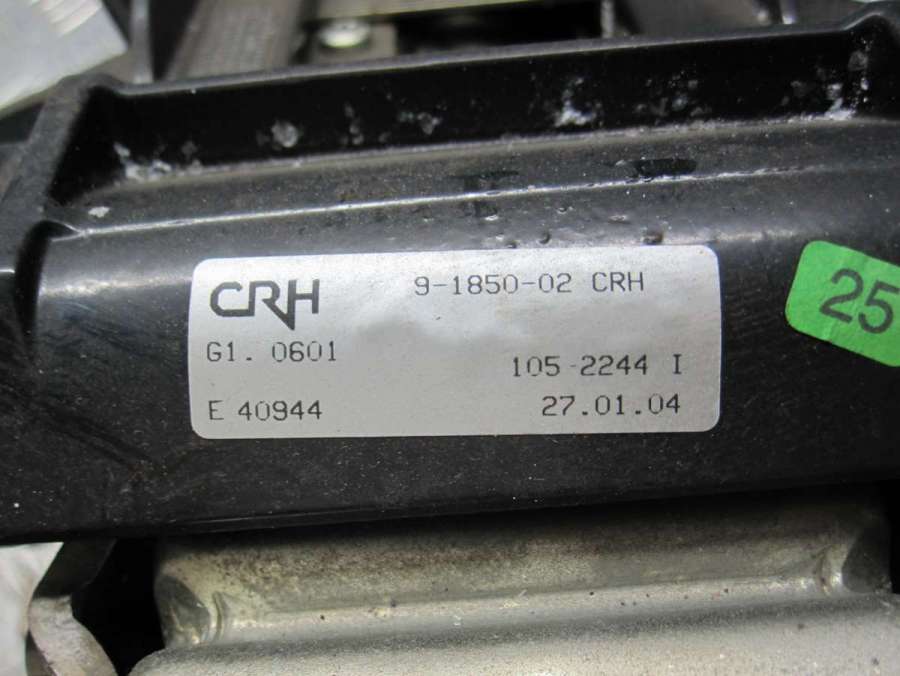 CRH 9-1850-02 CRH
G1. 0601
105-2244 I
E 40944 27.01.04
25